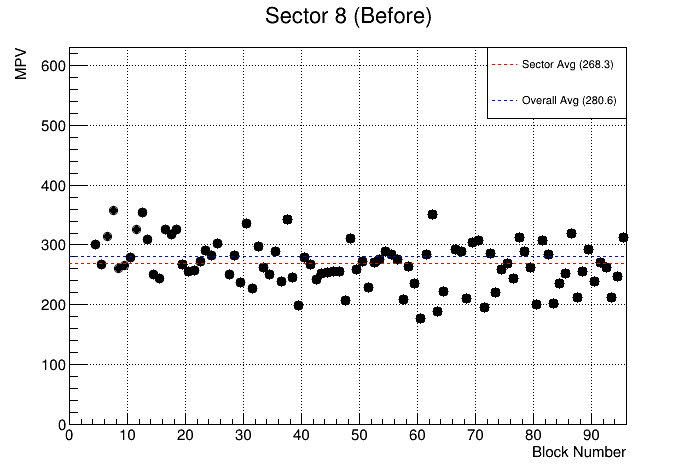 Sector 8 (Before)
MPV
600
500
400
300
200
100
0
Sector Avg (268.3)
Overall Avg (280.6)
0 10 20 30 40 50 60 70 80 90
Block Number